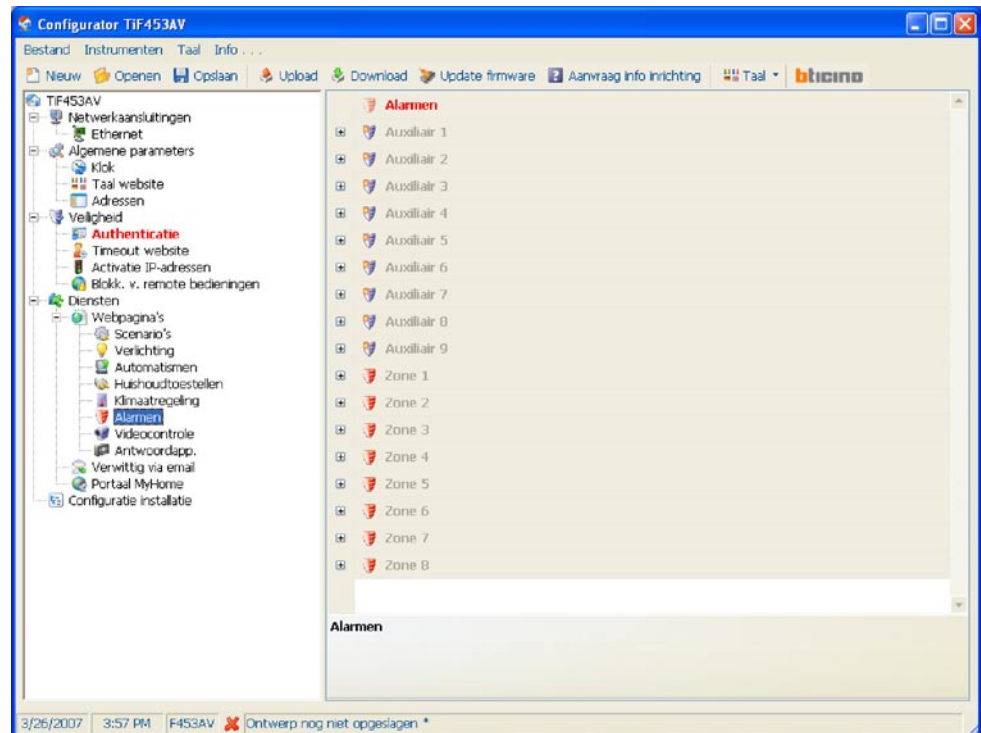 Configurator TiF453AV
Bestand Instrumenten Taal Info . . .
Nieuw Openen Opslaan Upload Download Update firmware Aanvraag info inrichting Taal bticino
TiF453AV
Netwerkaansluitingen
Ethernet
Algemene parameters
Klok
Taal website
Adressen
Veiligheid
Authenticatie
Timeout website
Activatie IP-adressen
Blokk. v. remote bedieningen
Diensten
Webpagina's
Scenario's
Verlichting
Automatismen
Huishoudtoestellen
Klimaatregeling
Alarmen
Videocontrole
Antwoordapp.
Verwittig via email
Portaal MyHome
Configuratie installatie
Alarmen
Auxiliair 1
Auxiliair 2
Auxiliair 3
Auxiliair 4
Auxiliair 5
Auxiliair 6
Auxiliair 7
Auxiliair 8
Auxiliair 9
Zone 1
Zone 2
Zone 3
Zone 4
Zone 5
Zone 6
Zone 7
Zone 8
Alarmen
3/26/2007 3:57 PM F453AV Ontwerp nog niet opgeslagen *